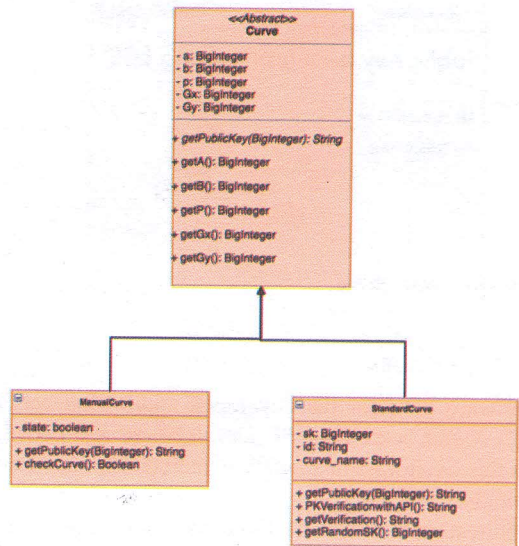 <<Abstract>>
Curve
- a: BigInteger
- b: BigInteger
- p: BigInteger
- Gx: BigInteger
- Gy: BigInteger
+ getPublicKey(BigInteger): String
+ getA(): BigInteger
+ getB(): BigInteger
+ getP(): BigInteger
+ getGx(): BigInteger
+ getGy(): BigInteger
ManualCurve
- state: boolean
+ getPublicKey(BigInteger): String
+ checkCurve(): Boolean
StandardCurve
- sk: BigInteger
- id: String
- curve_name: String
+ getPublicKey(BigInteger): String
+ PKVerificationwithAPI(): String
+ getVerification(): String
+ getRandomSK(): BigInteger